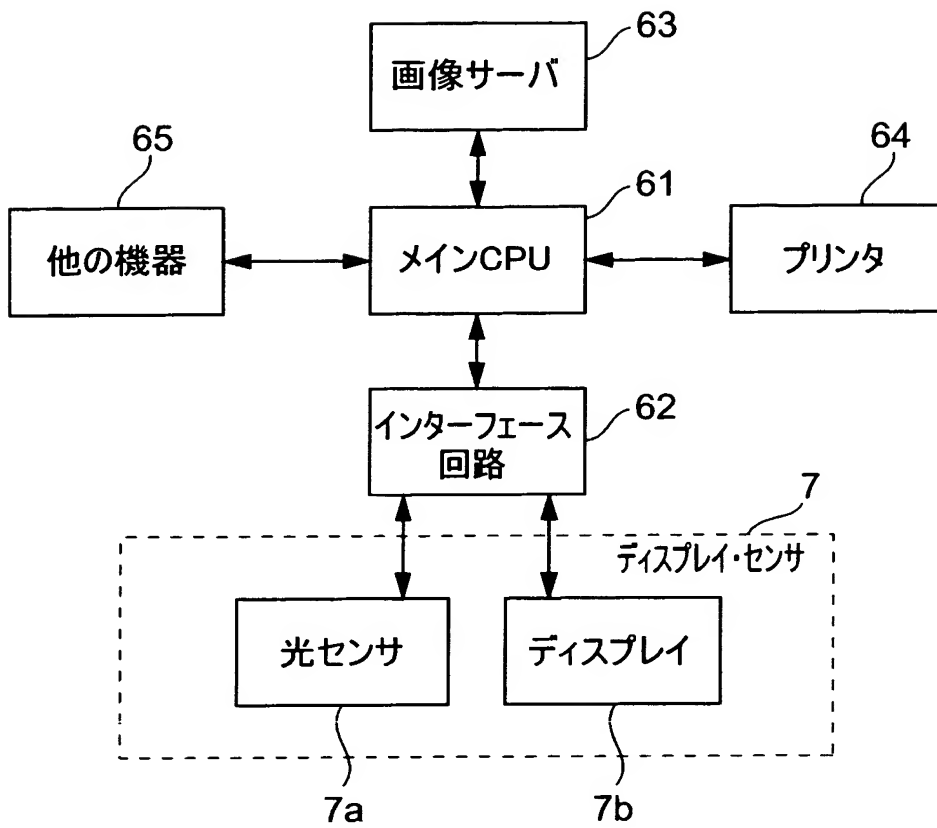 63
画像サーバ
65
61
64
他の機器
メインCPU
プリンタ
62
インターフェース
回路
7
ディスプレイ・センサ
光センサ
ディスプレイ
7a
7b